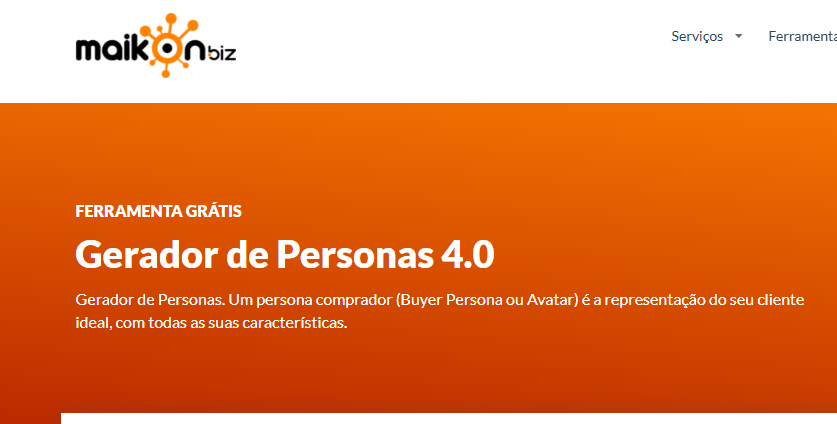 maikon biz
Serviços
FERRAMENTA GRÁTIS
Gerador de Personas 4.0
Gerador de Personas. Um persona comprador (Buyer Persona ou Avatar) é a representação do seu cliente
ideal, com todas as suas características.